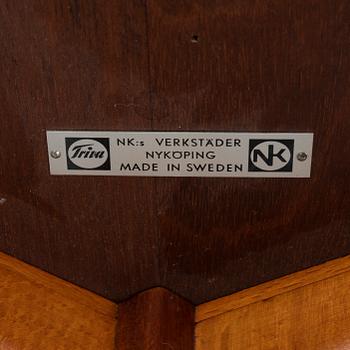 Triva
NK:s VERKSTÄDER
NYKÖPING
MADE IN SWEDEN
NK